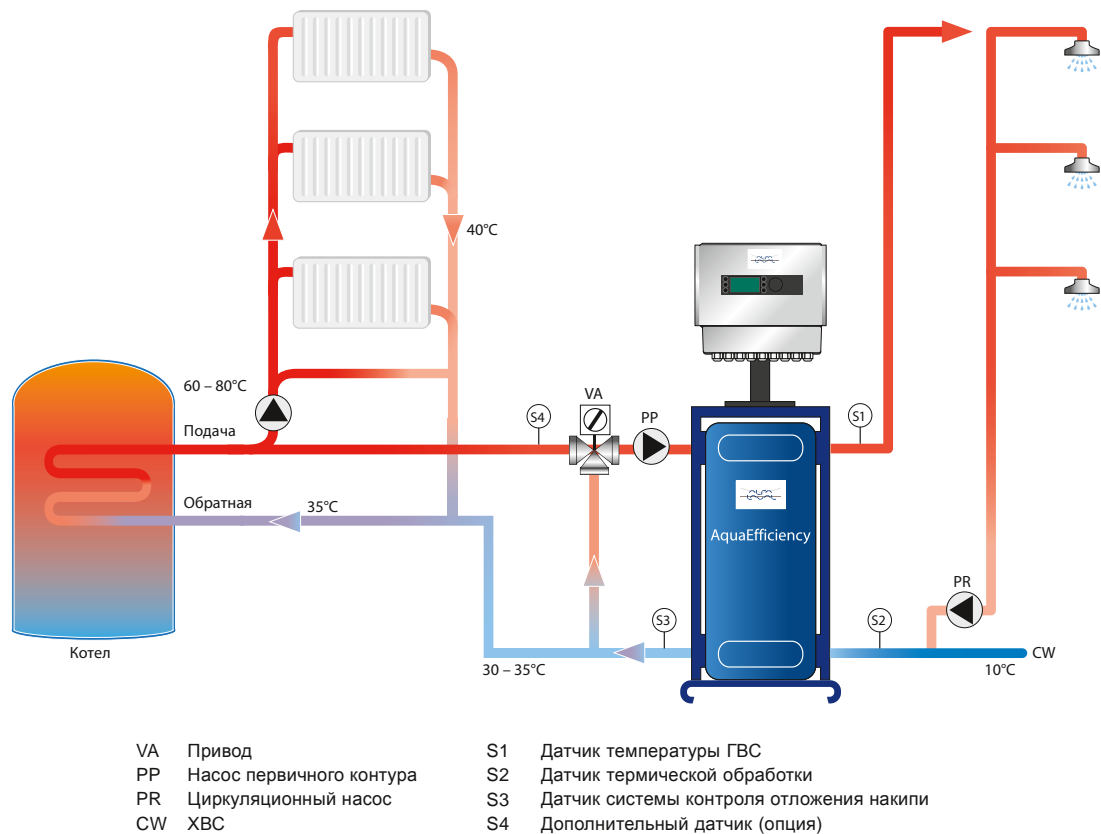 40°C
60 – 80°C
Подача
Обратная
35°C
Котел
S4
VA
PP
S1
AquaEfficiency
S3
S2
PR
30 – 35°C
10°C
CW
VA Привод
PP Насос первичного контура
PR Циркуляционный насос
CW ХВС
S1 Датчик температуры ГВС
S2 Датчик термической обработки
S3 Датчик системы контроля отложения накипи
S4 Дополнительный датчик (опция)